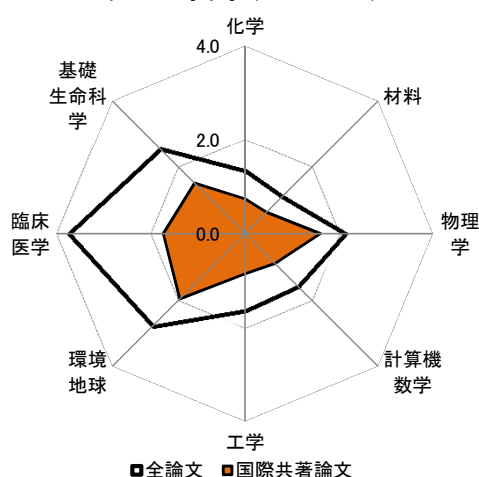 化学
4.0
基礎
生命科
学
材料
2.0
臨床
医学
0.0
物理
学
環境
地球
計算機
数学
工学
全論文 国際共著論文